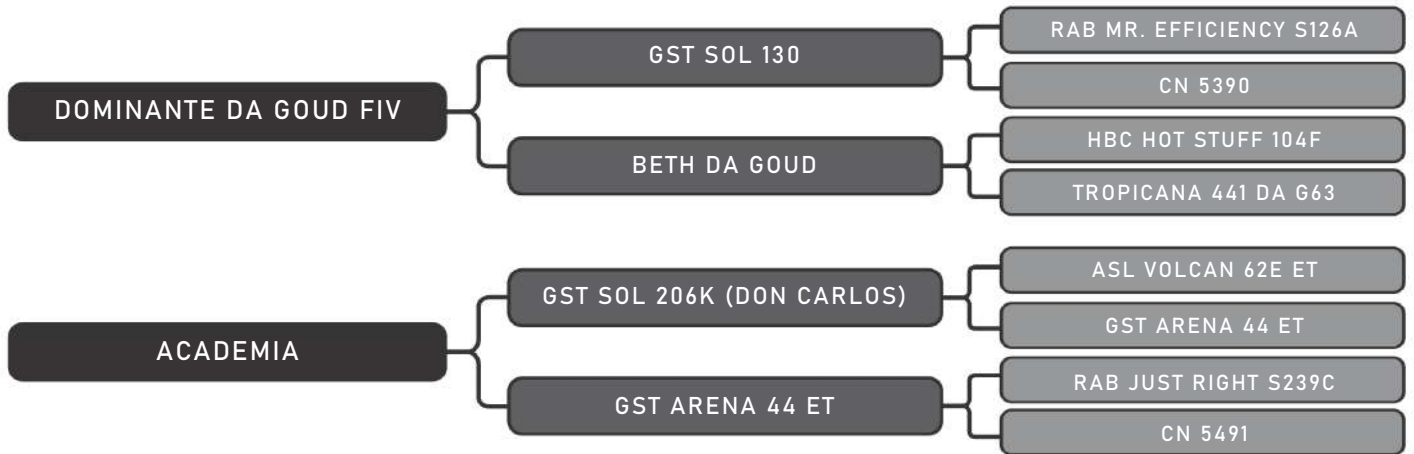 RAB MR. EFFICIENCY S126A
GST SOL 130
CN 5390
DOMINANTE DA GOUD FIV
HBC HOT STUFF 104F
BETH DA GOUD
TROPICANA 441 DA G63
ASL VOLCAN 62E ET
GST SOL 206K (DON CARLOS)
GST ARENA 44 ET
ACADEMIA
RAB JUST RIGHT S239C
GST ARENA 44 ET
CN 5491